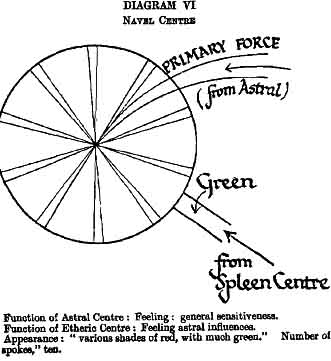 DIAGRAM VI
NAVEL CENTRE
PRIMARY FORCE
(from Astral)
Green
from
Spleen Centre
Function of Astral Centre : Feeling : general sensitiveness.
Function of Etheric Centre : Feeling astral influences.
Appearance : " various shades of red, with much green." Number of
spokes," ten.